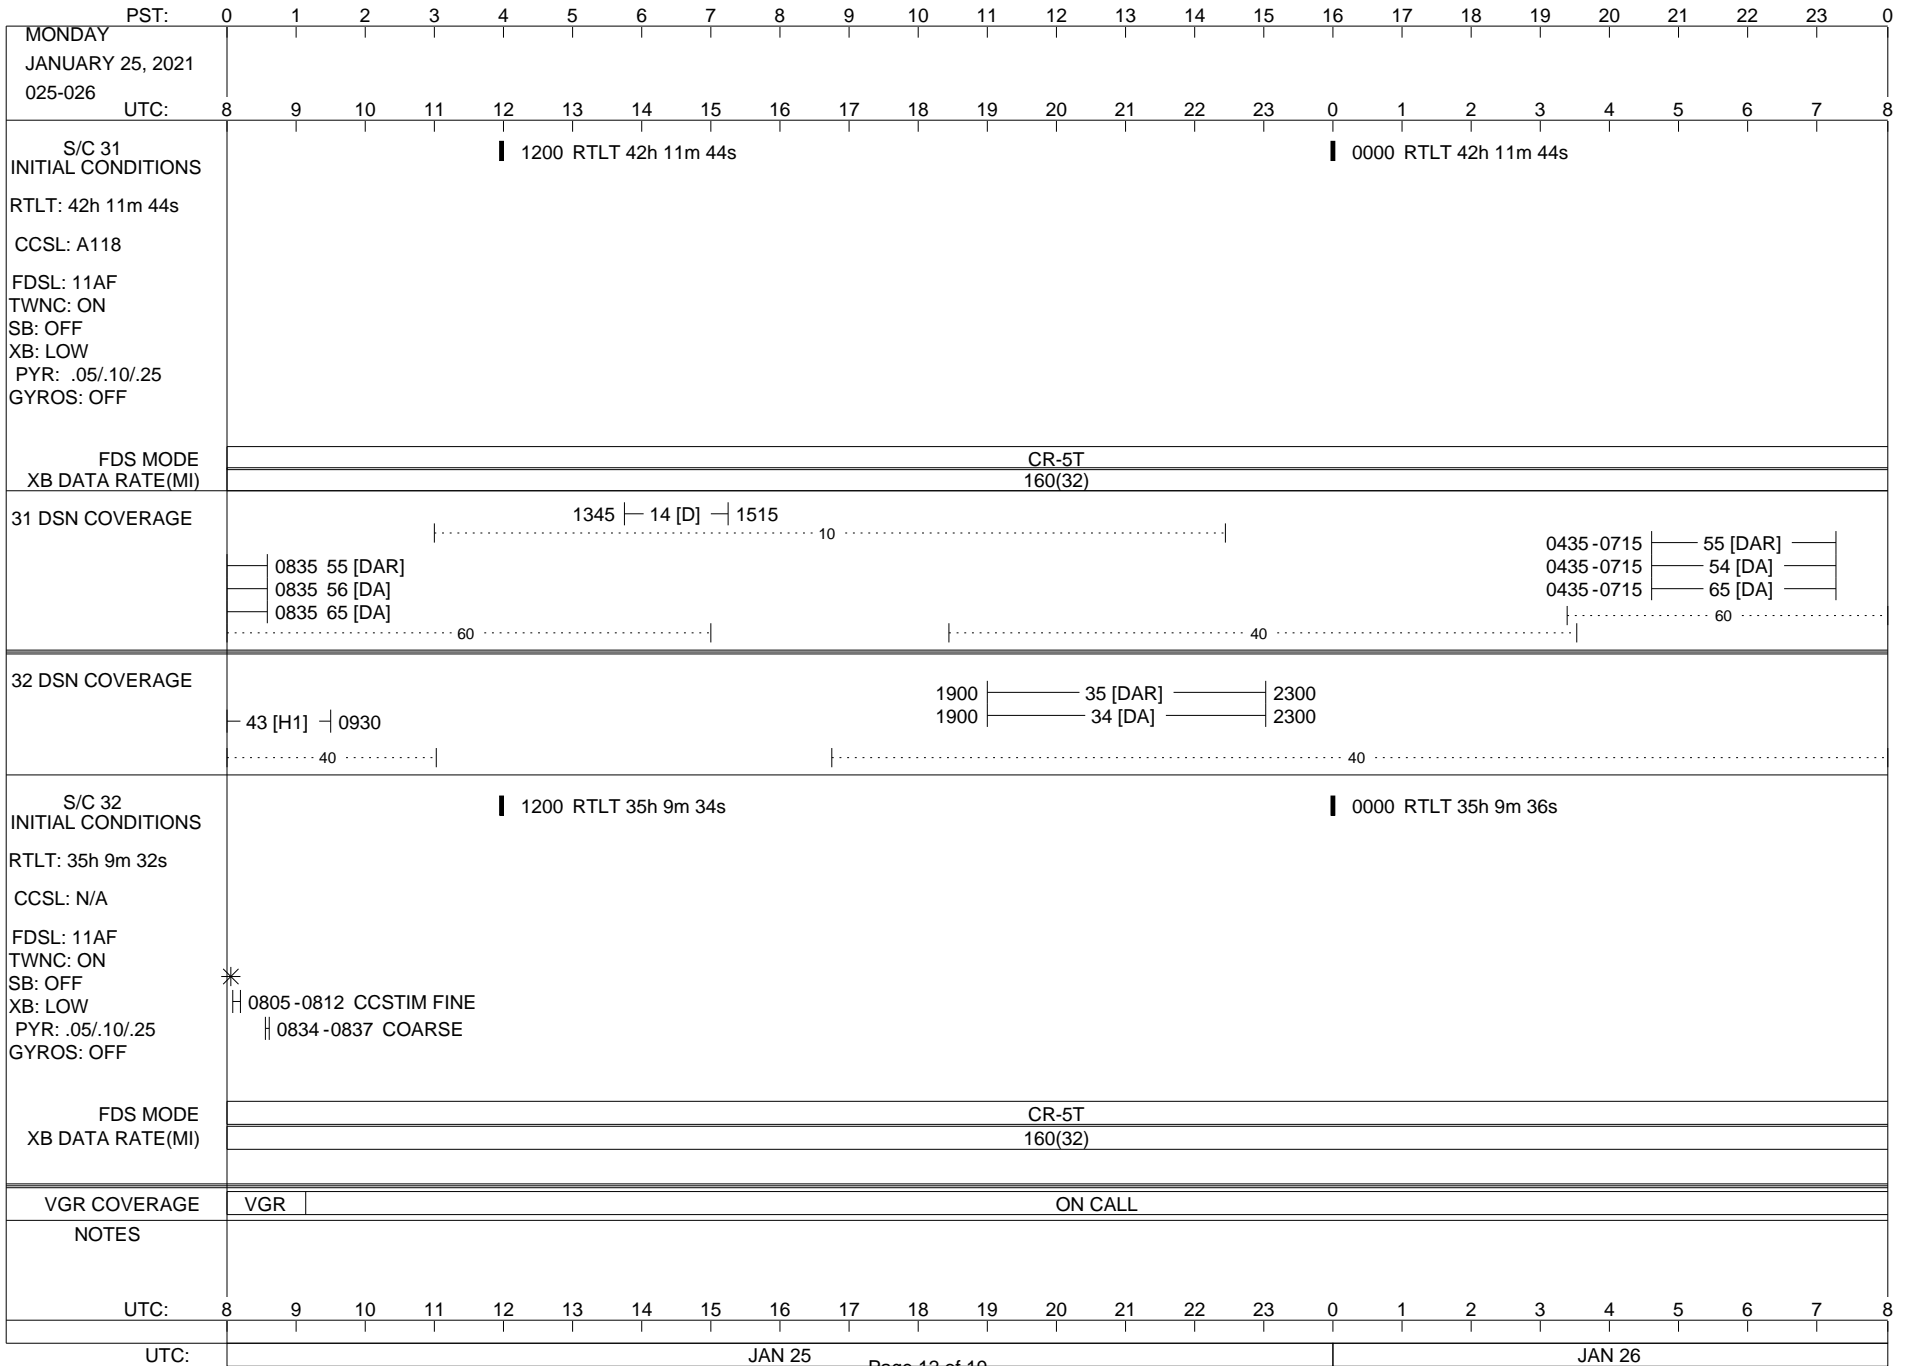 PST: 0 1 2 3 4 5 6 7 8 9 10 11 12 13 14 15 16 17 18 19 20 21 22 23 0
MONDAY
JANUARY 25, 2021
025-026
UTC: 8 9 10 11 12 13 14 15 16 17 18 19 20 21 22 23 0 1 2 3 4 5 6 7 8
S/C 31
INITIAL CONDITIONS
1200 RTLT 42h 11m 44s
0000 RTLT 42h 11m 44s
RTLT: 42h 11m 44s
CCSL: A118
FDSL: 11AF
TWNC: ON
SB: OFF
XB: LOW
PYR: .05/.10/.25
GYROS: OFF
FDS MODE CR-5T
XB DATA RATE(MI) 160(32)
31 DSN COVERAGE
1345 14 [D] 1515
10
0835 55 [DAR]
0835 56 [DA]
0835 65 [DA]
60
40
0435-0715 55 [DAR]
0435-0715 54 [DA]
0435-0715 65 [DA]
60
32 DSN COVERAGE
1900 35 [DAR] 2300
1900 34 [DA] 2300
43 [H1] 0930
40
40
S/C 32
INITIAL CONDITIONS
1200 RTLT 35h 9m 34s
0000 RTLT 35h 9m 36s
RTLT: 35h 9m 32s
CCSL: N/A
FDSL: 11AF
TWNC: ON
SB: OFF
XB: LOW
PYR: .05/.10/.25
GYROS: OFF
0805-0812 CCSTIM FINE
0834-0837 COARSE
FDS MODE CR-5T
XB DATA RATE(MI) 160(32)
VGR COVERAGE VGR ON CALL
NOTES
UTC: 8 9 10 11 12 13 14 15 16 17 18 19 20 21 22 23 0 1 2 3 4 5 6 7 8
UTC: JAN 25 JAN 26